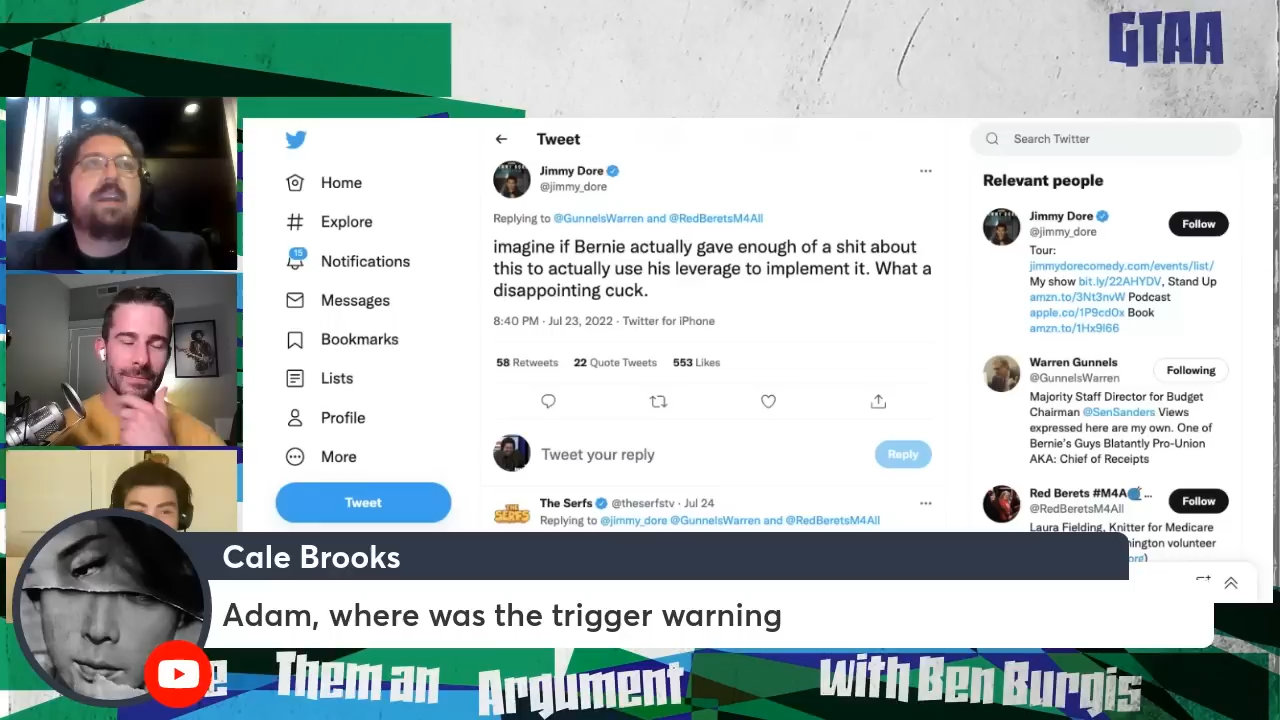 GTAA
Tweet
Search Twitter
Home
Explore
15
Notifications
Messages
Bookmarks
Lists
Profile
More
Tweet
Jimmy Dore
@jimmy_dore
Replying to @GunnelsWarren and @RedBeretsM4All
imagine if Bernie actually gave enough of a shit about
this to actually use his leverage to implement it. What a
disappointing cuck.
8:40 PM · Jul 23, 2022 · Twitter for iPhone
58 Retweets 22 Quote Tweets 553 Likes
Tweet your reply
Reply
THE SERFS
The Serfs @theserfstv · Jul 24
Replying to @jimmy_dore @GunnelsWarren and @RedBeretsM4All
Relevant people
Jimmy Dore
@jimmy_dore
Follow
Tour:
jimmydorecomedy.com/events/list/
My show bit.ly/22AHYDV, Stand Up
amzn.to/3Nt3nvW Podcast
apple.co/1P9cd0x Book
amzn.to/1Hx9I66
Warren Gunnels
@GunnelsWarren
Following
Majority Staff Director for Budget
Chairman @SenSanders Views
expressed here are my own. One of
Bernie's Guys Blatantly Pro-Union
AKA: Chief of Receipts
Red Berets #M4A
@RedBeretsM4All
Follow
Laura Fielding, Knitter for Medicare
volunteer
Cale Brooks
Adam, where was the trigger warning
Them an Argument with Ben Burgis